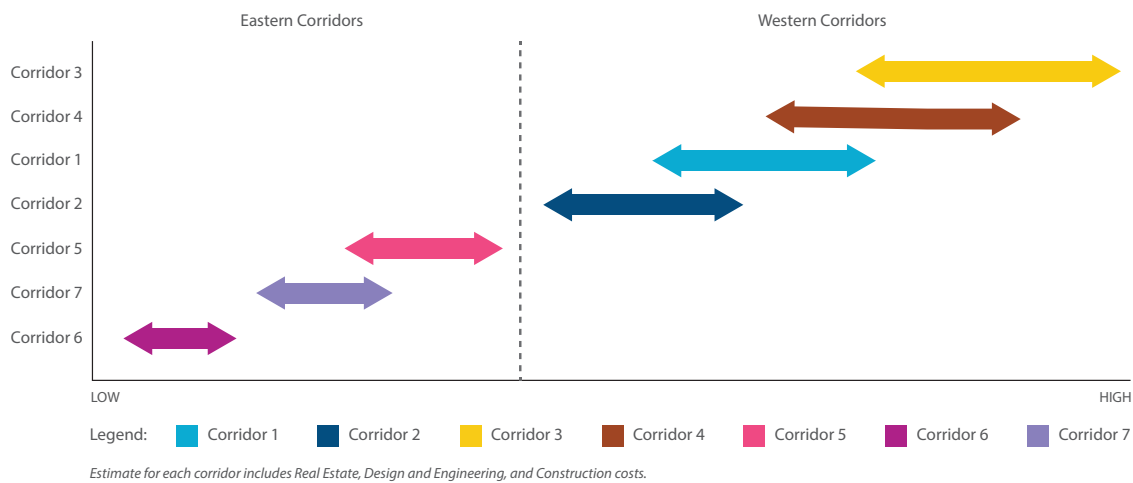 Eastern Corridors Western Corridors
Corridor 3
Corridor 4
Corridor 1
Corridor 2
Corridor 5
Corridor 7
Corridor 6
LOW HIGH
Legend: Corridor 1 Corridor 2 Corridor 3 Corridor 4 Corridor 5 Corridor 6 Corridor 7
Estimate for each corridor includes Real Estate, Design and Engineering, and Construction costs.